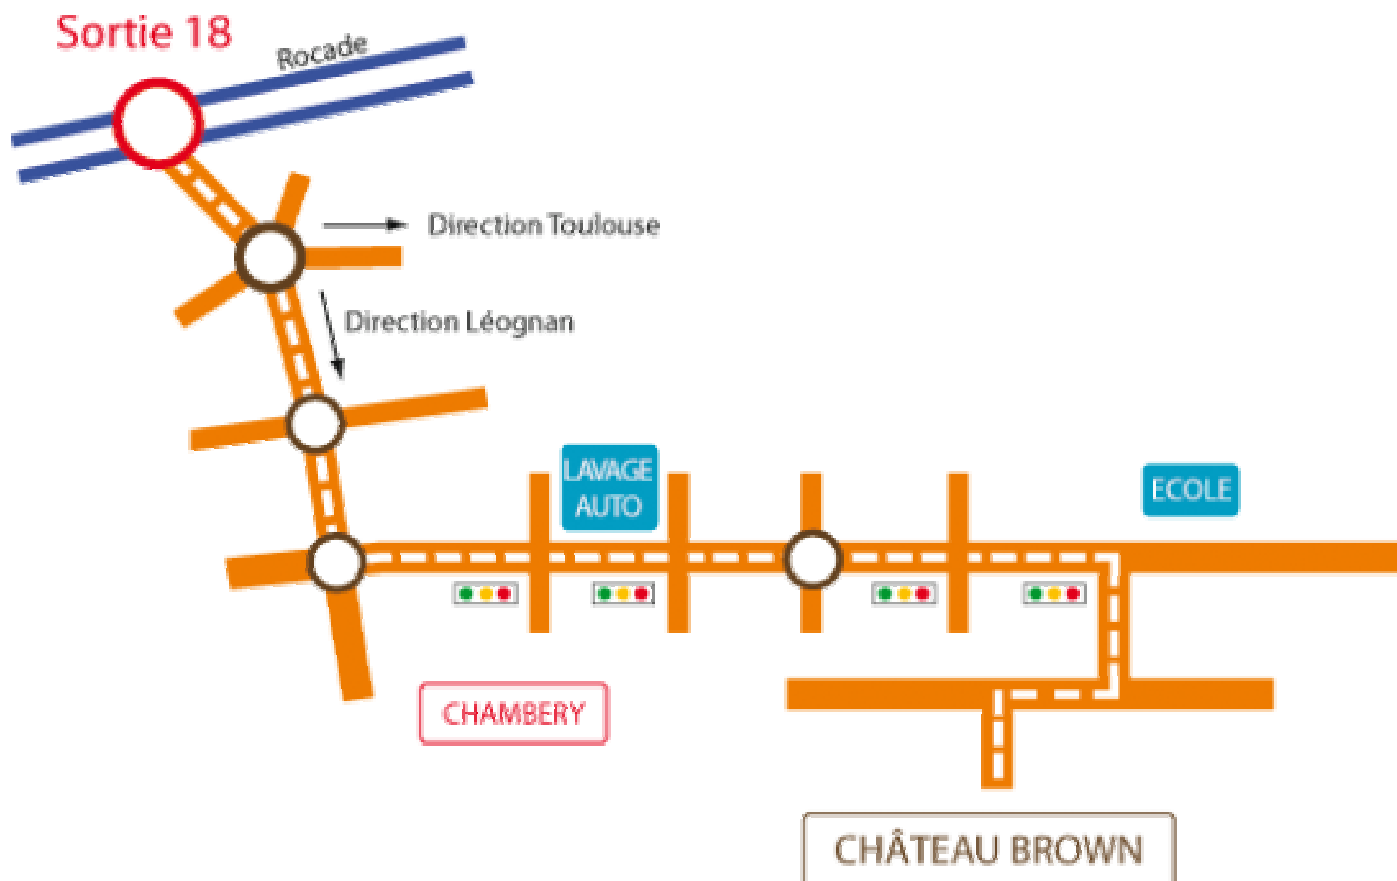 Sortie 18
Rocade
Direction Toulouse
Direction Léognan
LAVAGE
AUTO
ECOLE
CHAMBERY
CHÂTEAU BROWN